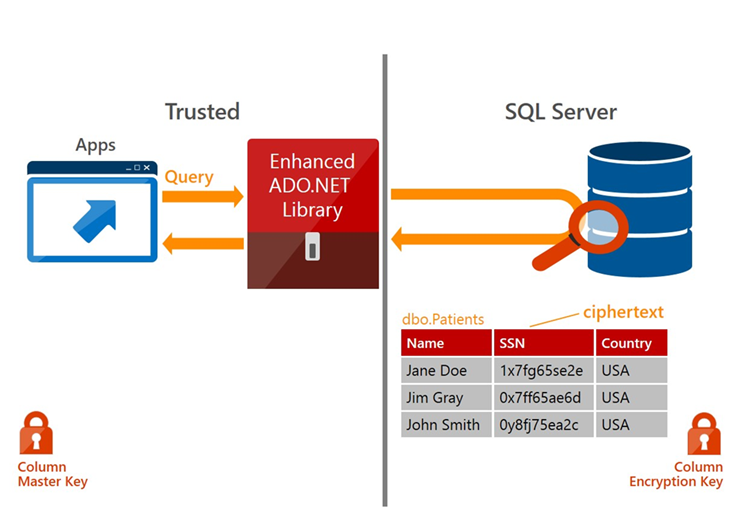 Trusted
SQL Server
Apps
Query
Enhanced
ADO.NET
Library
ciphertext
dbo.Patients
Name SSN Country
Jane Doe 1x7fg65se2e USA
Jim Gray 0x7ff65ae6d USA
John Smith 0y8fj75ea2c USA
Column
Master Key
Column
Encryption Key